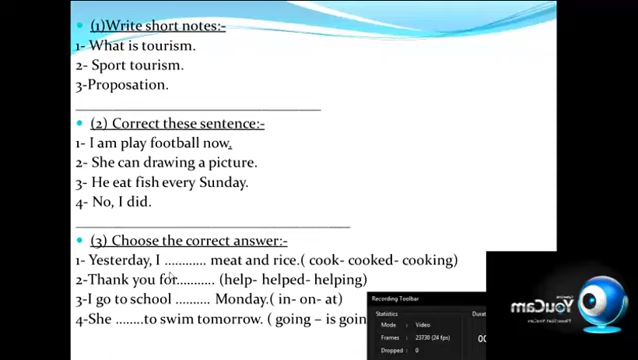 (1)Write short notes:-
1- What is tourism.
2- Sport tourism.
3-Proposation.
(2) Correct these sentence:-
1- I am play football now.
2- She can drawing a picture.
3- He eat fish every Sunday.
4- No, I did.
(3) Choose the correct answer:-
1- Yesterday, I ............ meat and rice.( cook- cooked- cooking)
2-Thank you for........... (help- helped- helping)
3-I go to school .......... Monday.( in- on- at)
4-She ........to swim tomorrow. ( going – is goin
Recording Toolbar
Statistics
Mode: Video
Frames: 23730 (24 fps)
Dropped: 0
00
YouCam